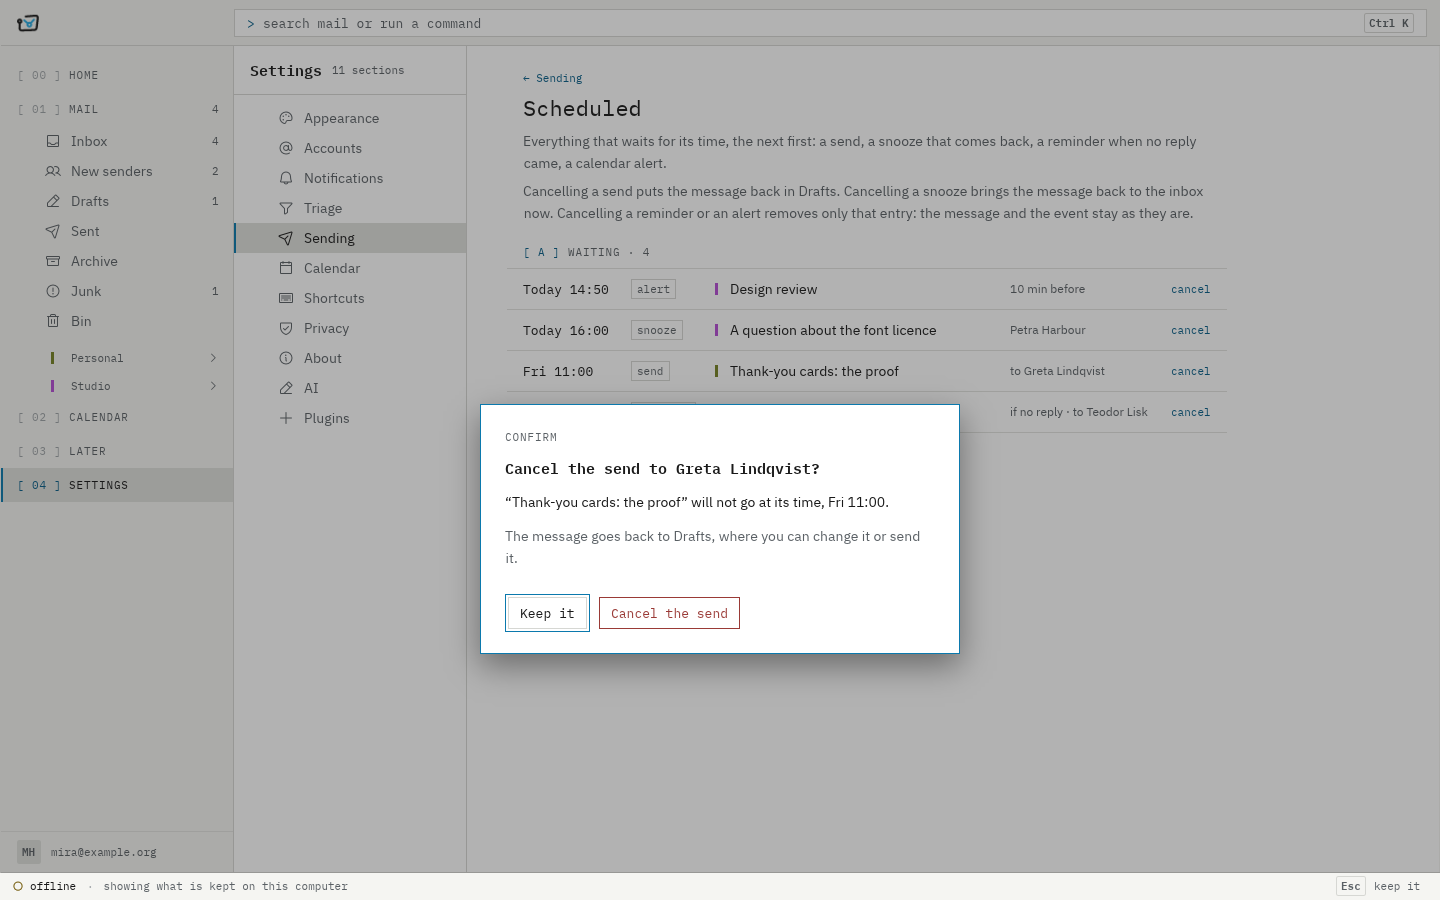 > search mail or run a command
Ctrl K
[ 00 ] HOME
[ 01 ] MAIL 4
Inbox 4
New senders 2
Drafts 1
Sent
Archive
Junk 1
Bin
Personal
Studio
[ 02 ] CALENDAR
[ 03 ] LATER
[ 04 ] SETTINGS
MH mira@example.org
Settings 11 sections
Appearance
Accounts
Notifications
Triage
Sending
Calendar
Shortcuts
Privacy
About
AI
Plugins
← Sending
Scheduled
Everything that waits for its time, the next first: a send, a snooze that comes back, a reminder when no reply
came, a calendar alert.
Cancelling a send puts the message back in Drafts. Cancelling a snooze brings the message back to the inbox
now. Cancelling a reminder or an alert removes only that entry: the message and the event stay as they are.
[ A ] WAITING · 4
Today 14:50 alert Design review 10 min before cancel
Today 16:00 snooze A question about the font licence Petra Harbour cancel
Fri 11:00 send Thank-you cards: the proof to Greta Lindqvist cancel
if no reply · to Teodor Lisk cancel
CONFIRM
Cancel the send to Greta Lindqvist?
“Thank-you cards: the proof” will not go at its time, Fri 11:00.
The message goes back to Drafts, where you can change it or send
it.
Keep it
Cancel the send
offline · showing what is kept on this computer
Esc keep it